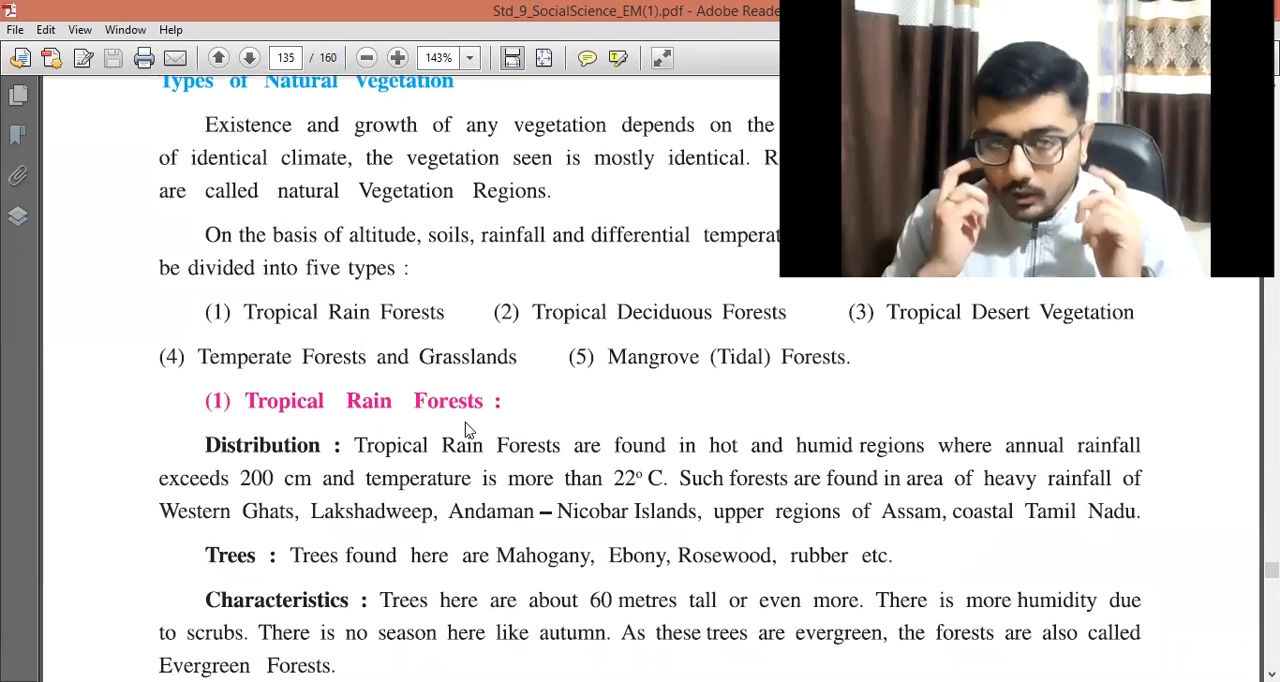 Std_9_SocialScience_EM(1).pdf - Adobe Reade
File Edit View Window Help
135 / 160 143%
Types of Natural Vegetation
Existence and growth of any vegetation depends on the
of identical climate, the vegetation seen is mostly identical. R
are called natural Vegetation Regions.
On the basis of altitude, soils, rainfall and differential temperat
be divided into five types :
(1) Tropical Rain Forests (2) Tropical Deciduous Forests (3) Tropical Desert Vegetation
(4) Temperate Forests and Grasslands (5) Mangrove (Tidal) Forests.
(1) Tropical Rain Forests :
Distribution : Tropical Rain Forests are found in hot and humid regions where annual rainfall
exceeds 200 cm and temperature is more than 22° C. Such forests are found in area of heavy rainfall of
Western Ghats, Lakshadweep, Andaman – Nicobar Islands, upper regions of Assam, coastal Tamil Nadu.
Trees : Trees found here are Mahogany, Ebony, Rosewood, rubber etc.
Characteristics : Trees here are about 60 metres tall or even more. There is more humidity due
to scrubs. There is no season here like autumn. As these trees are evergreen, the forests are also called
Evergreen Forests.